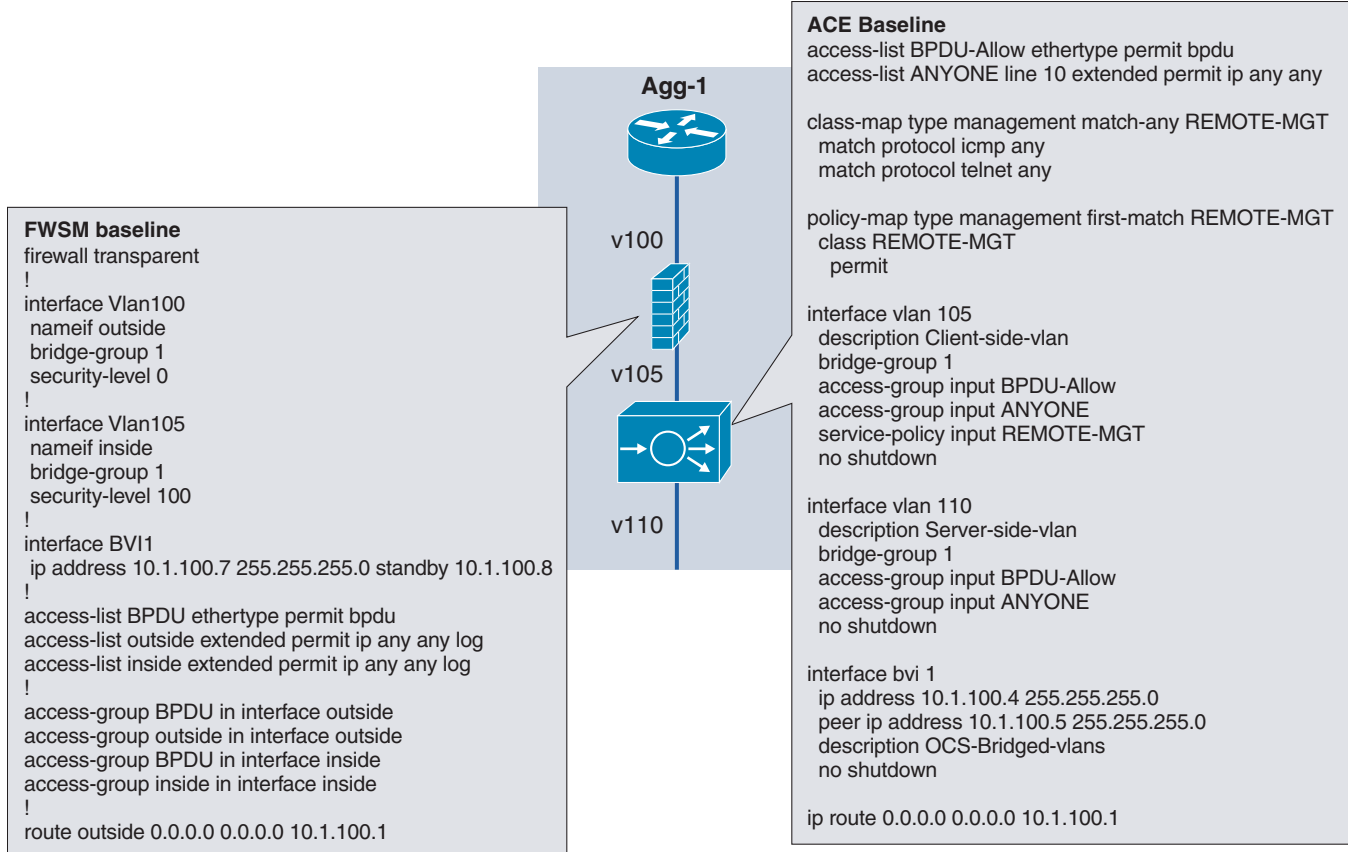 FWSM baseline
firewall transparent
!
interface Vlan100
nameif outside
bridge-group 1
security-level 0
!
interface Vlan105
nameif inside
bridge-group 1
security-level 100
!
interface BVI1
ip address 10.1.100.7 255.255.255.0 standby 10.1.100.8
!
access-list BPDU ethertype permit bpdu
access-list outside extended permit ip any any log
access-list inside extended permit ip any any log
!
access-group BPDU in interface outside
access-group outside in interface outside
access-group BPDU in interface inside
access-group inside in interface inside
!
route outside 0.0.0.0 0.0.0.0 10.1.100.1
Agg-1
v100
v105
v110
ACE Baseline
access-list BPDU-Allow ethertype permit bpdu
access-list ANYONE line 10 extended permit ip any any
class-map type management match-any REMOTE-MGT
match protocol icmp any
match protocol telnet any
policy-map type management first-match REMOTE-MGT
class REMOTE-MGT
permit
interface vlan 105
description Client-side-vlan
bridge-group 1
access-group input BPDU-Allow
access-group input ANYONE
service-policy input REMOTE-MGT
no shutdown
interface vlan 110
description Server-side-vlan
bridge-group 1
access-group input BPDU-Allow
access-group input ANYONE
no shutdown
interface bvi 1
ip address 10.1.100.4 255.255.255.0
peer ip address 10.1.100.5 255.255.255.0
description OCS-Bridged-vlans
no shutdown
ip route 0.0.0.0 0.0.0.0 10.1.100.1